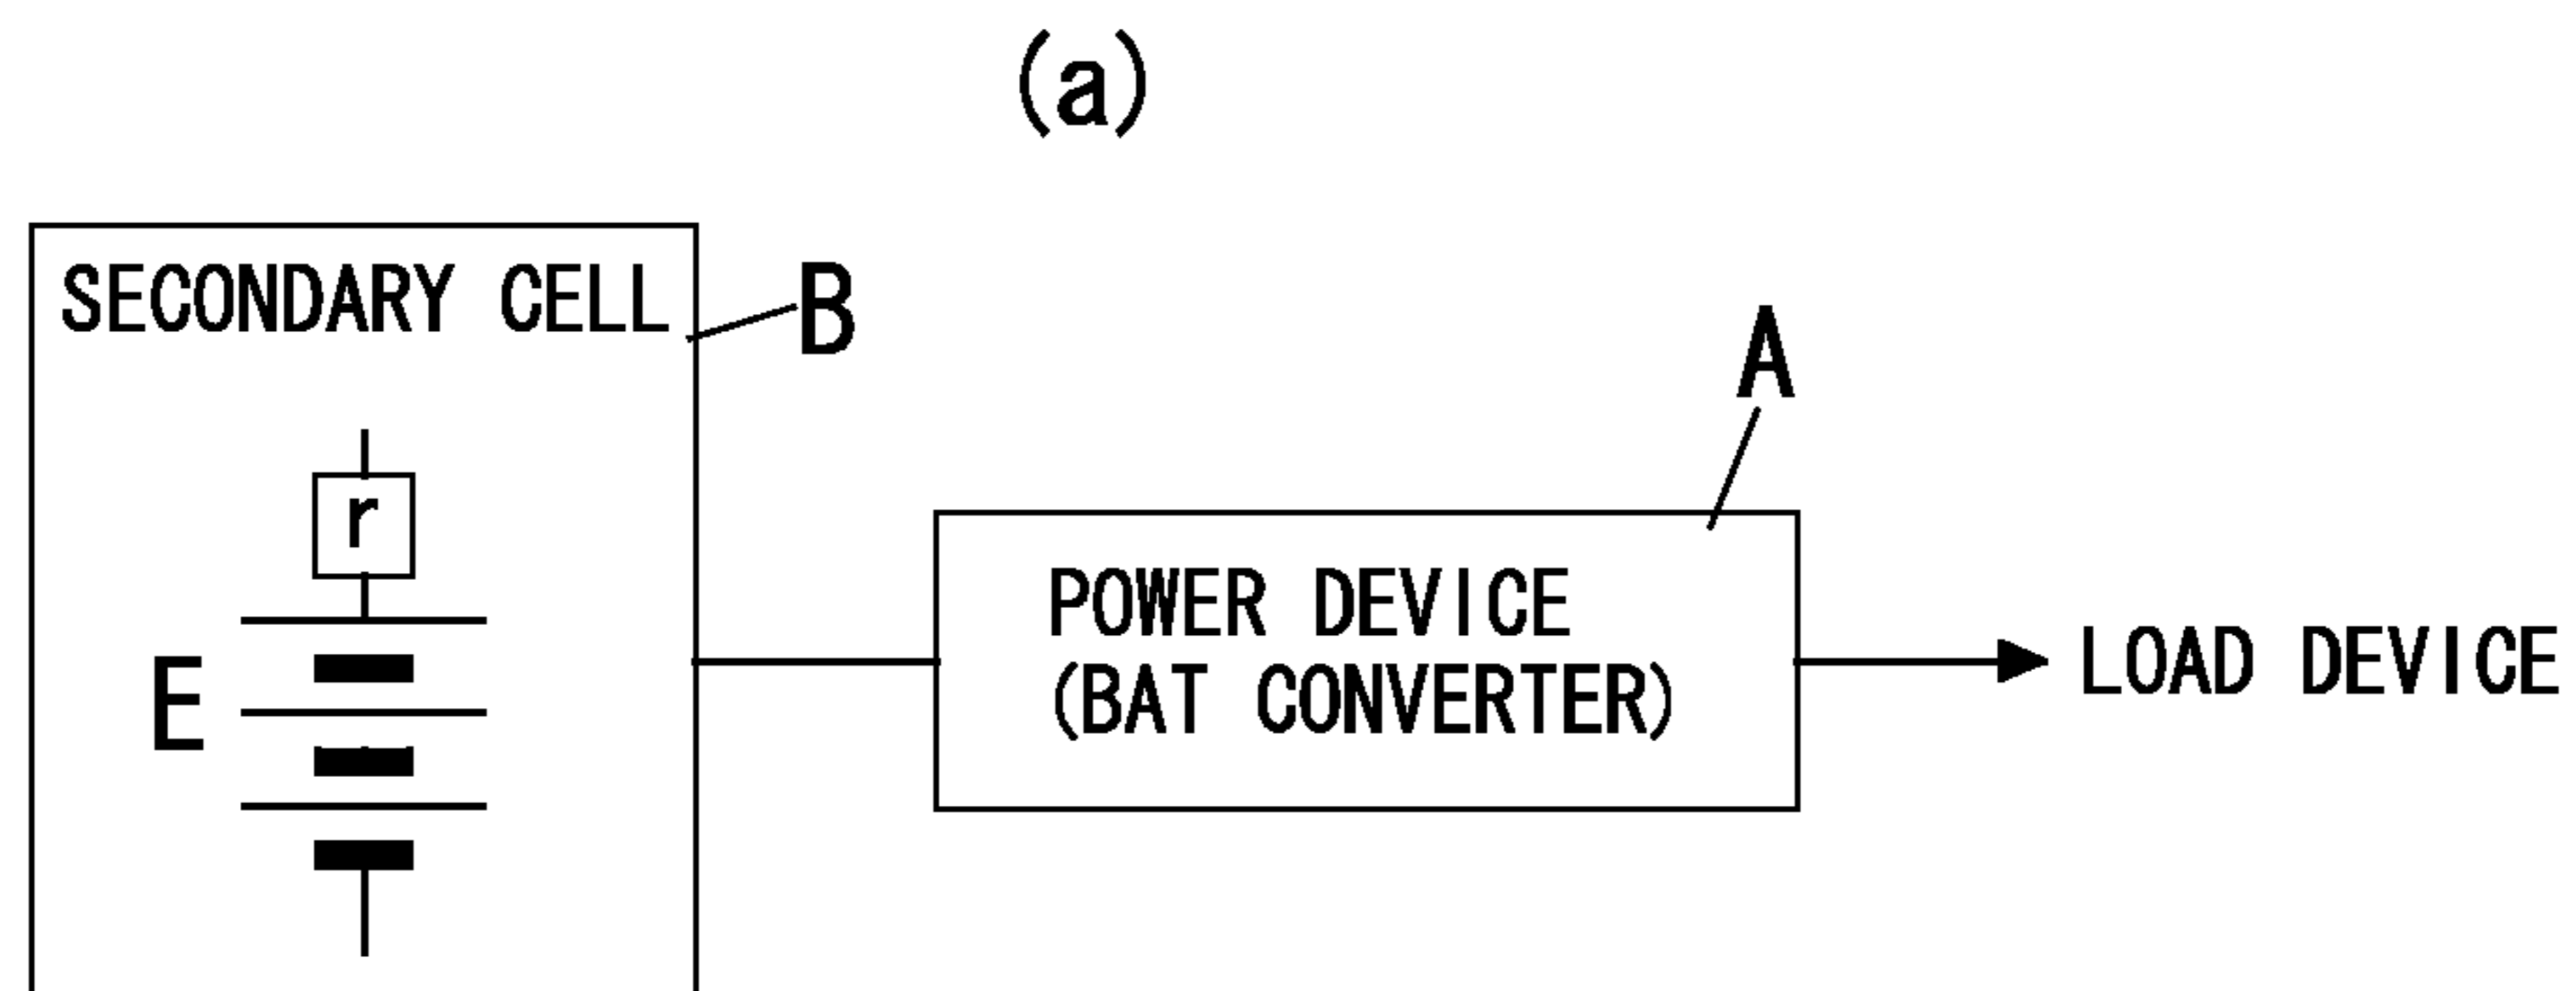 (a)
SECONDARY CELL
B
A
r
E
POWER DEVICE
(BAT CONVERTER)
LOAD DEVICE